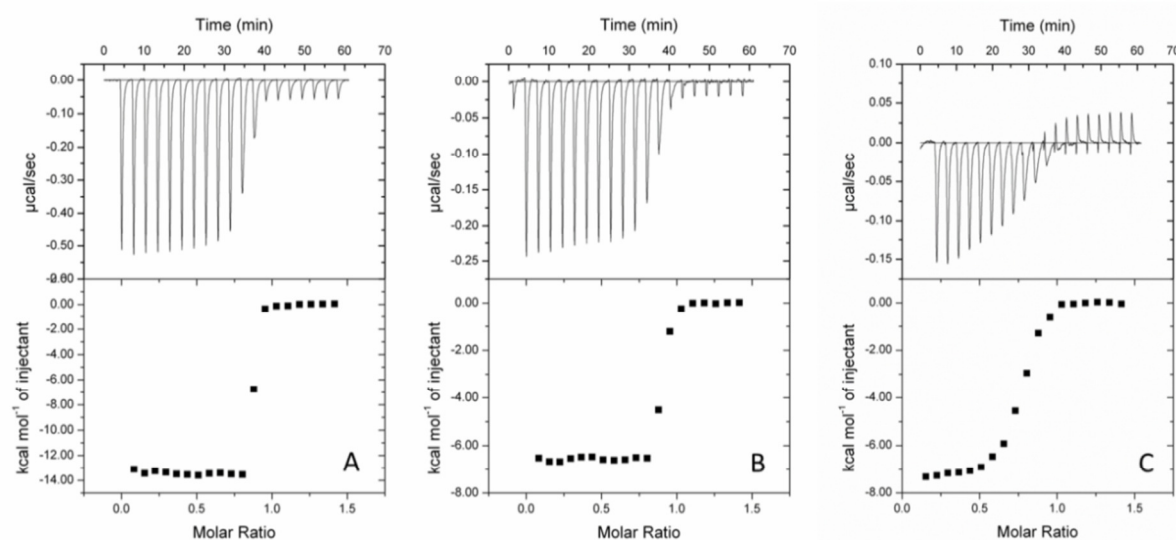 Time (min)
0 10 20 30 40 50 60 70
0.00
-0.10
-0.20
-0.30
-0.40
-0.50
µcal/sec
0.00
-2.00
-4.00
-6.00
-8.00
-10.00
-12.00
-14.00
kcal mol⁻¹ of injectant
A
0.0 0.5 1.0 1.5
Molar Ratio
Time (min)
0 10 20 30 40 50 60 70
0.00
-0.05
-0.10
-0.15
-0.20
-0.25
µcal/sec
0.00
-2.00
-4.00
-6.00
-8.00
kcal mol⁻¹ of injectant
B
0.0 0.5 1.0 1.5
Molar Ratio
Time (min)
0 10 20 30 40 50 60 70
0.10
0.05
0.00
-0.05
-0.10
-0.15
µcal/sec
0.00
-2.00
-4.00
-6.00
-8.00
kcal mol⁻¹ of injectant
C
0.0 0.5 1.0 1.5
Molar Ratio